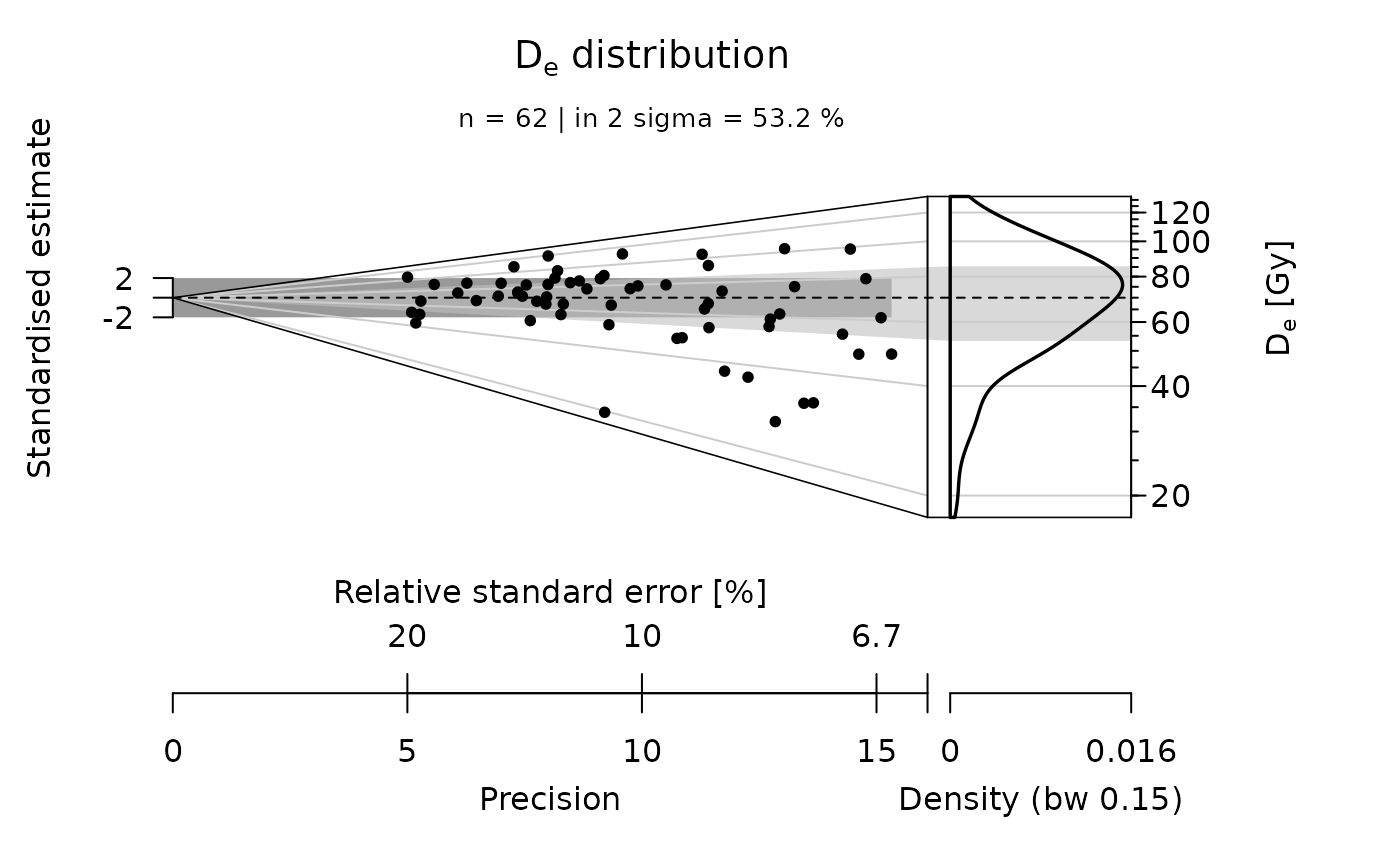 Dₑ distribution
n = 62 | in 2 sigma = 53.2 %
Standardised estimate
2
-2
120
100
80
60
40
20
Dₑ [Gy]
Relative standard error [%]
20 10 6.7
0 5 10 15 0 0.016
Precision Density (bw 0.15)